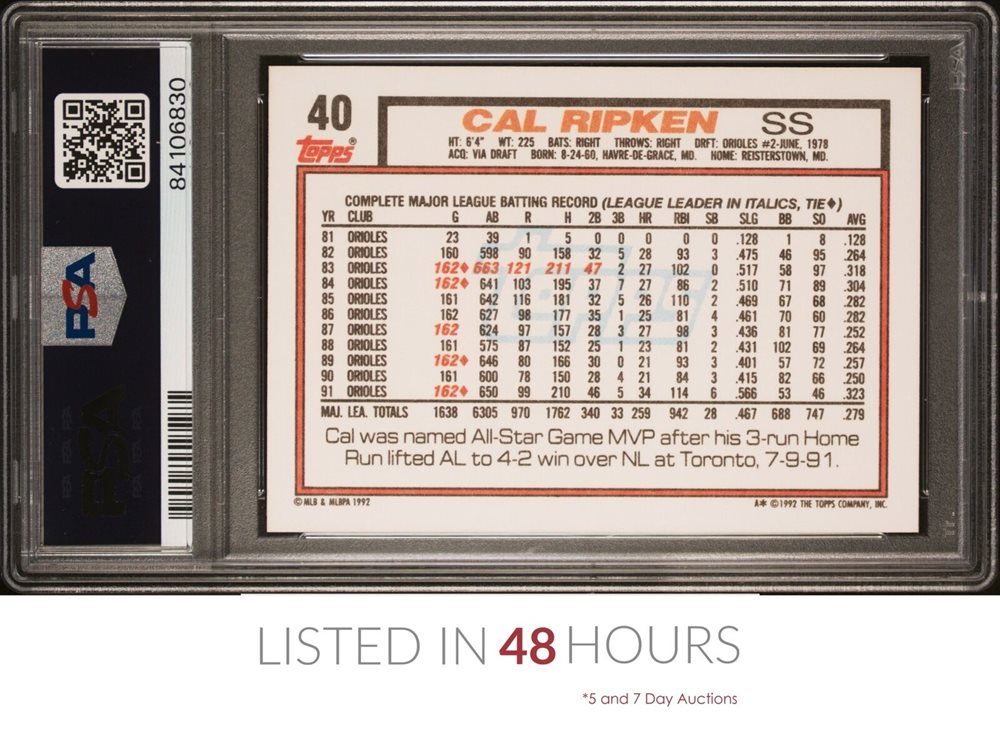 PSA
84106830
40
topps®
CAL RIPKEN SS
HT: 6'4" WT: 225 BATS: RIGHT THROWS: RIGHT DRFT: ORIOLES #2-JUNE, 1978
ACQ: VIA DRAFT BORN: 8-24-60, HAVRE-DE-GRACE, MD. HOME: REISTERSTOWN, MD.
COMPLETE MAJOR LEAGUE BATTING RECORD (LEAGUE LEADER IN ITALICS, TIE♦)
YR CLUB G AB R H 2B 3B HR RBI SB SLG BB SO AVG
81 ORIOLES 23 39 1 5 0 0 0 0 0 .128 1 8 .128
82 ORIOLES 160 598 90 158 32 5 28 93 3 .475 46 95 .264
83 ORIOLES 162♦ 663 121 211 47 2 27 102 0 .517 58 97 .318
84 ORIOLES 162♦ 641 103 195 37 7 27 86 2 .510 71 89 .304
85 ORIOLES 161 642 116 181 32 5 26 110 2 .469 67 68 .282
86 ORIOLES 162 627 98 177 35 1 25 81 4 .461 70 60 .282
87 ORIOLES 162 624 97 157 28 3 27 98 3 .436 81 77 .252
88 ORIOLES 161 575 87 152 25 1 23 81 2 .431 102 69 .264
89 ORIOLES 162♦ 646 80 166 30 0 21 93 3 .401 57 72 .257
90 ORIOLES 161 600 78 150 28 4 21 84 3 .415 82 66 .250
91 ORIOLES 162♦ 650 99 210 46 5 34 114 6 .566 53 46 .323
MAJ. LEA. TOTALS 1638 6305 970 1762 340 33 259 942 28 .467 688 747 .279
Cal was named All-Star Game MVP after his 3-run Home
Run lifted AL to 4-2 win over NL at Toronto, 7-9-91.
© MLB & MLBPA 1992 A* © 1992 THE TOPPS COMPANY, INC.
LISTED IN 48 HOURS
*5 and 7 Day Auctions